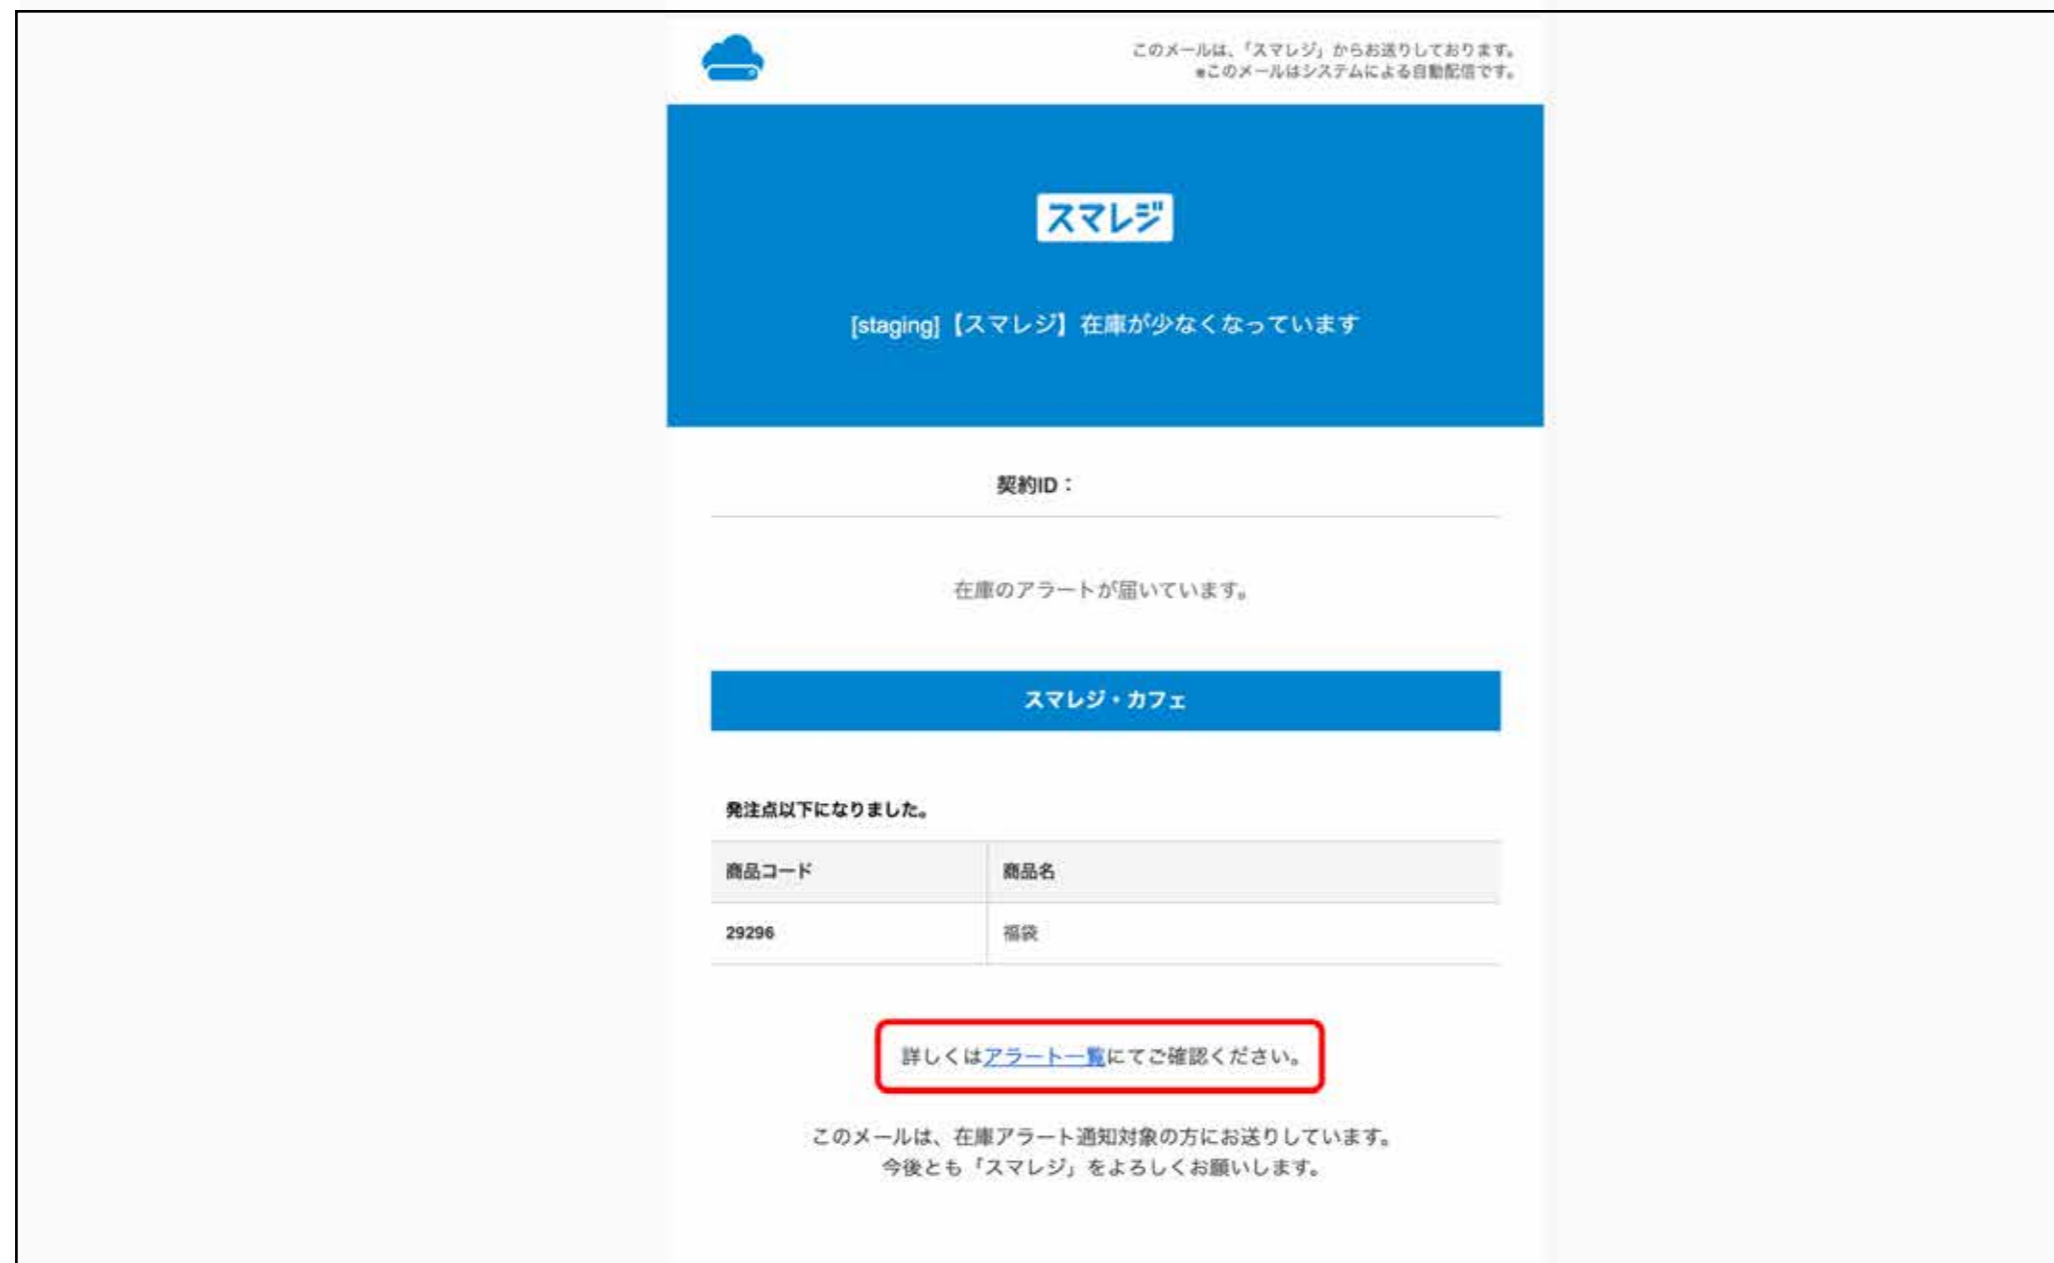 このメールは、「スマレジ」からお送りしております。
※このメールはシステムによる自動配信です。
スマレジ
[staging]【スマレジ】在庫が少なくなっています
契約ID：
在庫のアラートが届いています。
スマレジ・カフェ
発注点以下になりました。
商品コード 商品名
29296 福袋
詳しくはアラート一覧にてご確認ください。
このメールは、在庫アラート通知対象の方にお送りしています。
今後とも「スマレジ」をよろしくお願いします。